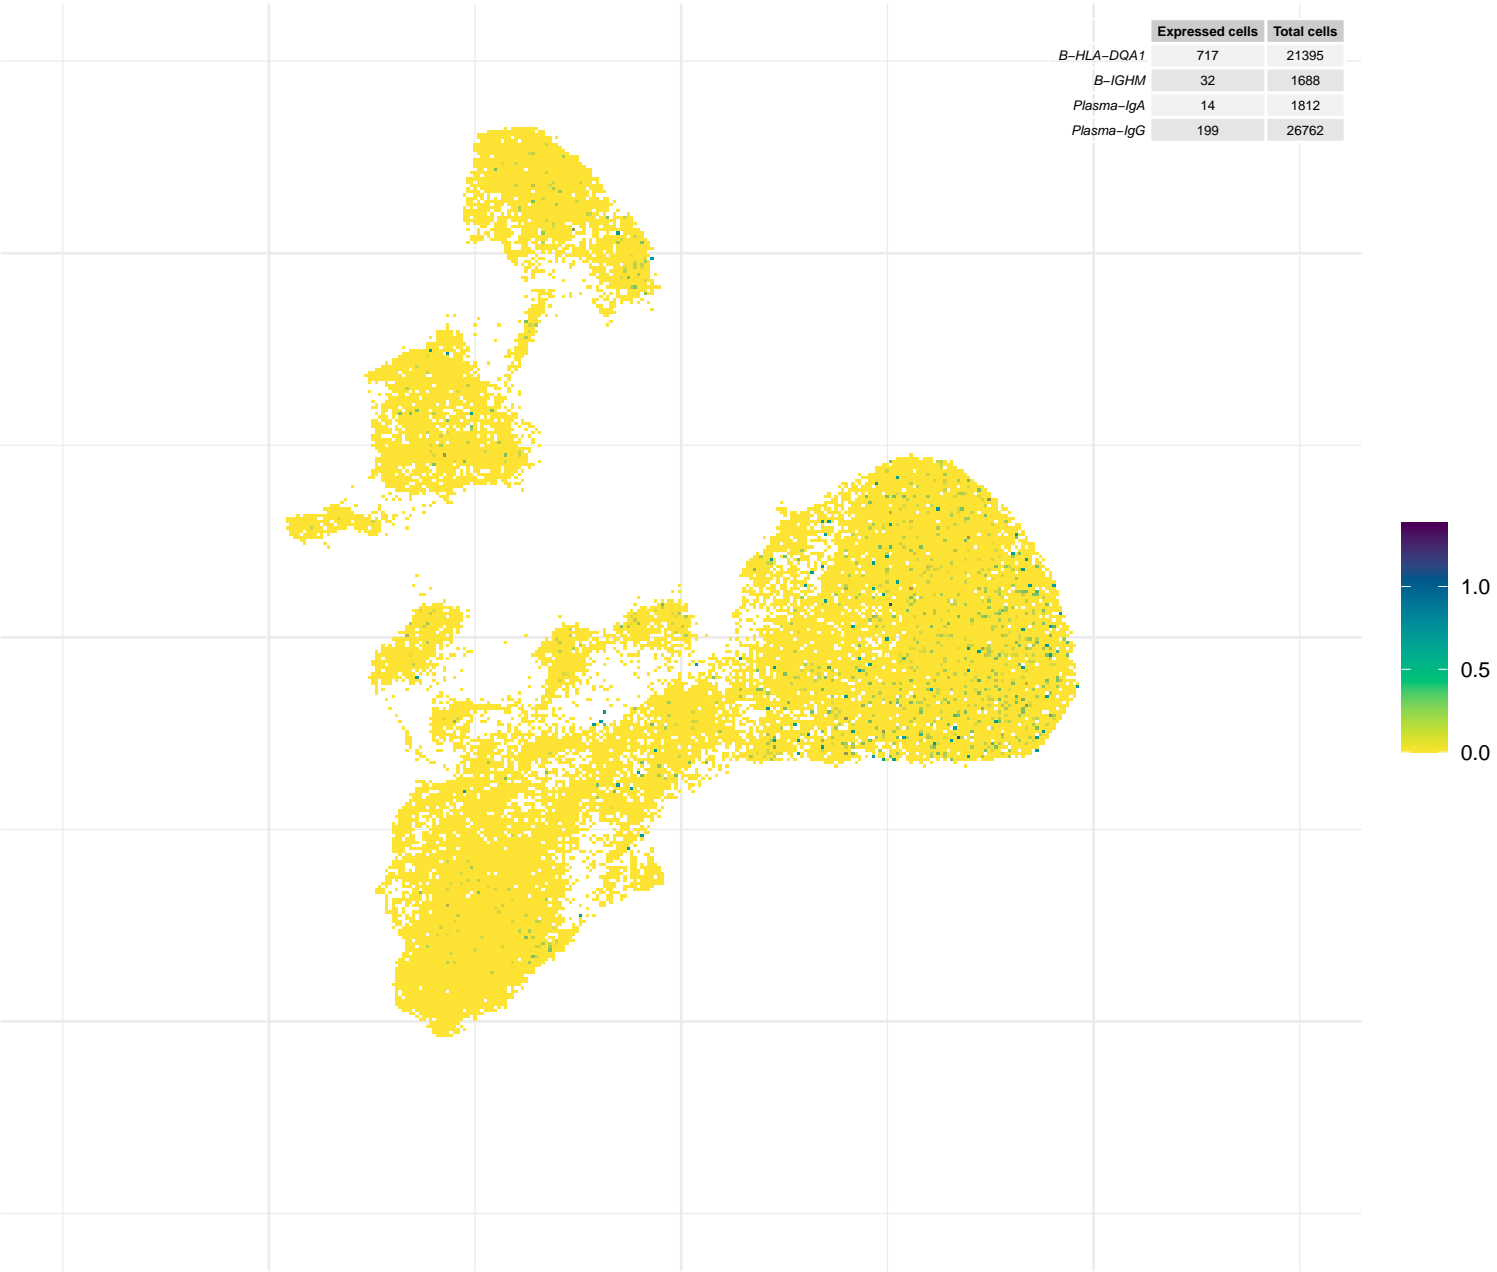 Expressed cells Total cells
B−HLA−DQA1 717 21395
B−IGHM 32 1688
Plasma−IgA 14 1812
Plasma−IgG 199 26762
1.0
0.5
0.0